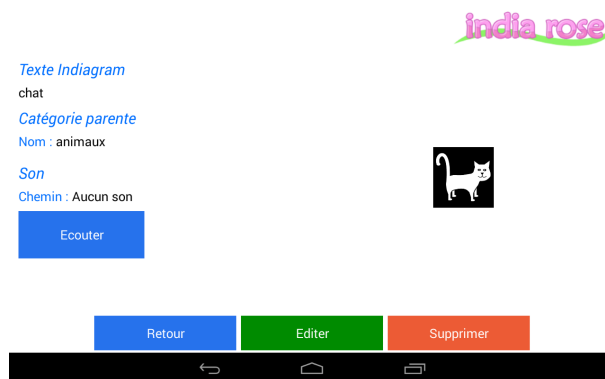 india rose
Texte Indiagram
chat
Catégorie parente
Nom : animaux
Son
Chemin : Aucun son
Ecouter
Retour
Editer
Supprimer